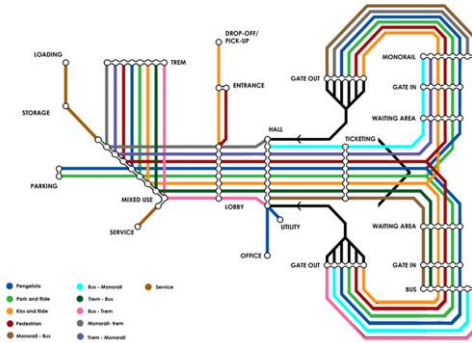 DROP-OFF/
PICK-UP
LOADING
TREM
MONORAIL
GATE OUT
ENTRANCE
GATE IN
STORAGE
WAITING AREA
HALL
TICKETING
PARKING
MIXED USE
LOBBY
SERVICE
UTILITY
WAITING AREA
OFFICE
GATE OUT
GATE IN
BUS
Pengelola
Bus - Monorail
Service
Park and Ride
Trem - Bus
Kiss and Ride
Bus - Trem
Pedestian
Monorail- trem
Monorail - Bus
Trem - Monorail